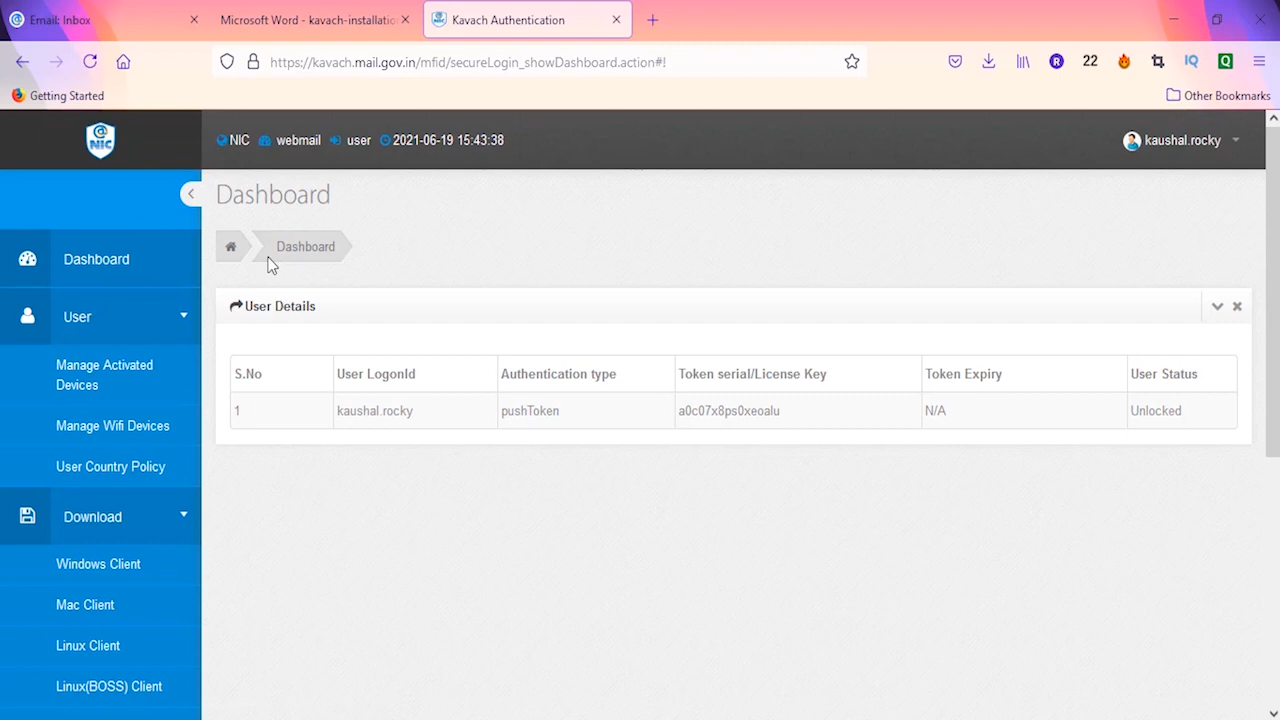 Email: Inbox
Microsoft Word - kavach-installatio
Kavach Authentication
https://kavach.mail.gov.in/mfid/secureLogin_showDashboard.action#!
R
22
IQ
Q
Getting Started
Other Bookmarks
@
NIC
NIC webmail user 2021-06-19 15:43:38
kaushal.rocky
Dashboard
Dashboard
Dashboard
User
Manage Activated
Devices
Manage Wifi Devices
User Country Policy
Download
Windows Client
Mac Client
Linux Client
Linux(BOSS) Client
User Details
S.No User LogonId Authentication type Token serial/License Key Token Expiry User Status
1 kaushal.rocky pushToken a0c07x8ps0xeoalu N/A Unlocked